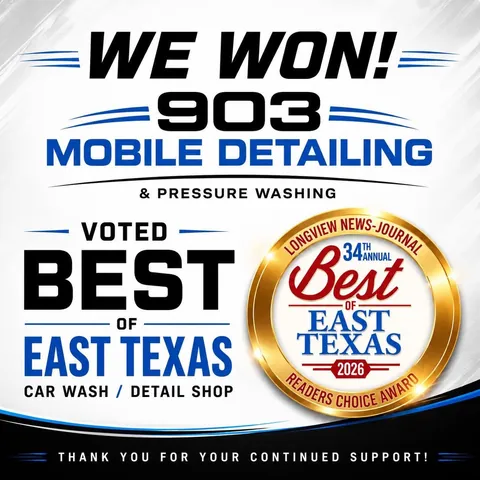 WE WON!
903
MOBILE DETAILING
& PRESSURE WASHING
VOTED
BEST
OF
EAST TEXAS
CAR WASH / DETAIL SHOP
LONGVIEW NEWS-JOURNAL
34TH
ANNUAL
Best
OF
EAST
TEXAS
2026
READERS CHOICE AWARD
THANK YOU FOR YOUR CONTINUED SUPPORT!